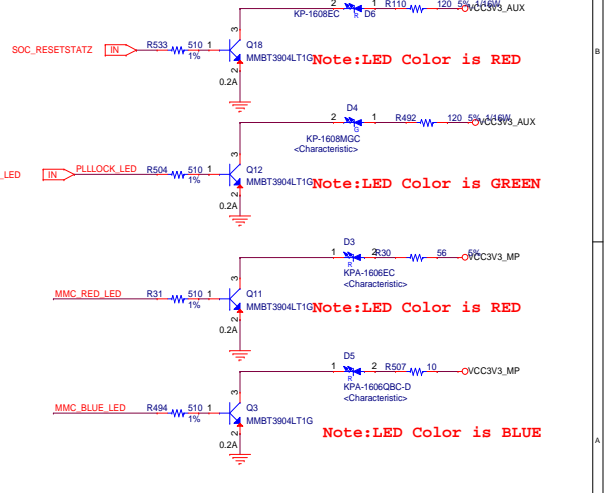 2 1 R110 120 5% 1/16W VCC3V3_AUX
KP-1608EC R D6
3
SOC_RESETSTATZ IN R533 510 1 Q18
1% MMBT3904LT1G Note:LED Color is RED
2
0.2A
B
D4
2 1 R492 120 5% 1/16W VCC3V3_AUX
G
KP-1608MGC
<Characteristic>
3
_LED IN PLLLOCK_LED R504 510 1 Q12
1% MMBT3904LT1G Note:LED Color is GREEN
2
0.2A
D3
1 2 R30 56 5% VCC3V3_MP
R
KPA-1606EC
<Characteristic>
3
MMC_RED_LED R31 510 1 Q11
1% MMBT3904LT1G Note:LED Color is RED
2
0.2A
D5
1 2 R507 10 VCC3V3_MP
R
KPA-1606QBC-D
<Characteristic>
3
MMC_BLUE_LED R494 510 1 Q3
1% MMBT3904LT1G
Note:LED Color is BLUE
2
0.2A
A